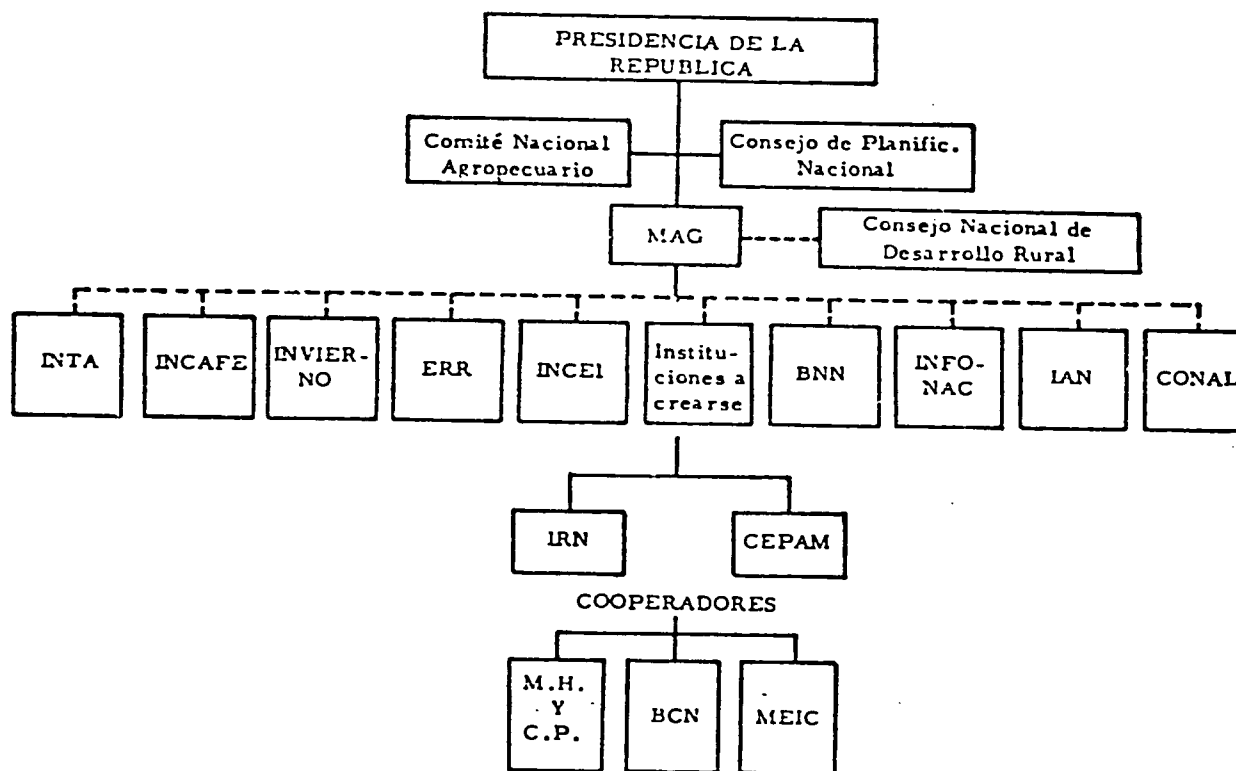 PRESIDENCIA DE LA
REPUBLICA
Comité Nacional
Agropecuario
Consejo de Planific.
Nacional
MAG
Consejo Nacional de
Desarrollo Rural
INTA
INCAFE
INVIER-
NO
ERR
INCEI
Institu-
ciones a
crearse
BNN
INFO-
NAC
IAN
CONAL
IRN
CEPAM
COOPERADORES
M.H.
Y
C.P.
BCN
MEIC